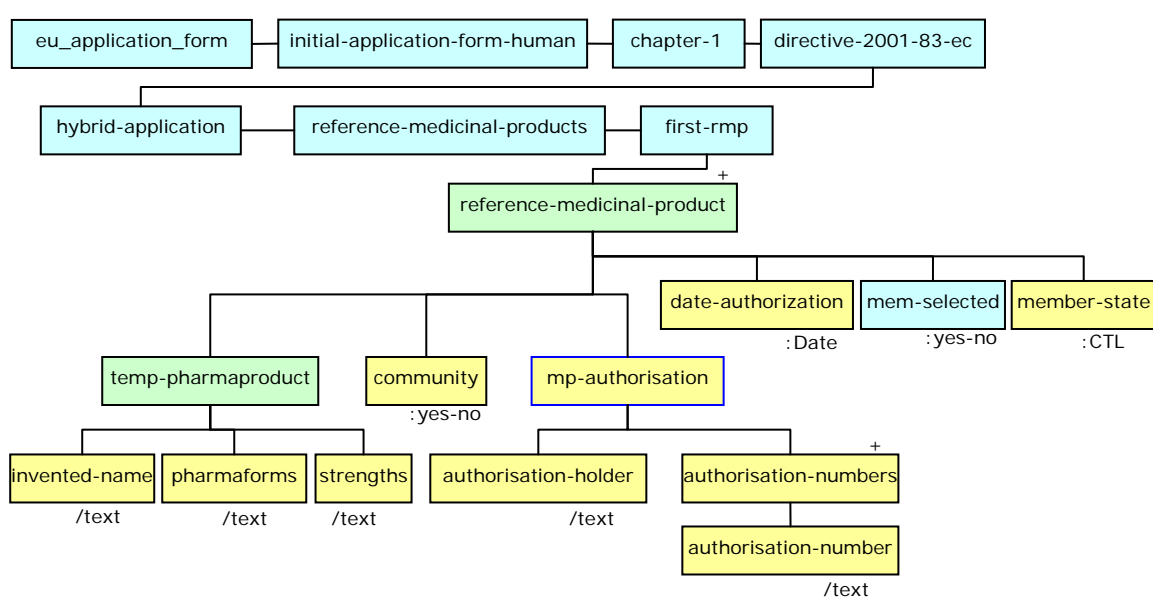 eu_application_form initial-application-form-human chapter-1 directive-2001-83-ec
hybrid-application reference-medicinal-products first-rmp
+
reference-medicinal-product
date-authorization mem-selected member-state
:Date :yes-no :CTL
temp-pharmaproduct community mp-authorisation
:yes-no
+
invented-name pharmaforms strengths authorisation-holder authorisation-numbers
/text /text /text /text
authorisation-number
/text